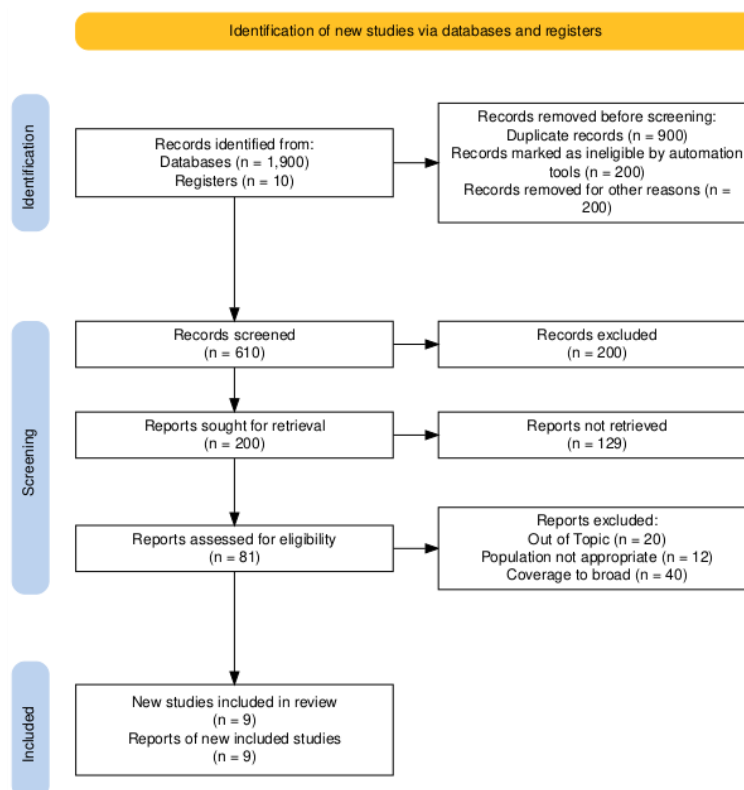 Identification of new studies via databases and registers
Identification
Records identified from:
Databases (n = 1,900)
Registers (n = 10)
Records removed before screening:
Duplicate records (n = 900)
Records marked as ineligible by automation
tools (n = 200)
Records removed for other reasons (n =
200)
Screening
Records screened
(n = 610)
Records excluded
(n = 200)
Reports sought for retrieval
(n = 200)
Reports not retrieved
(n = 129)
Reports assessed for eligibility
(n = 81)
Reports excluded:
Out of Topic (n = 20)
Population not appropriate (n = 12)
Coverage to broad (n = 40)
Included
New studies included in review
(n = 9)
Reports of new included studies
(n = 9)